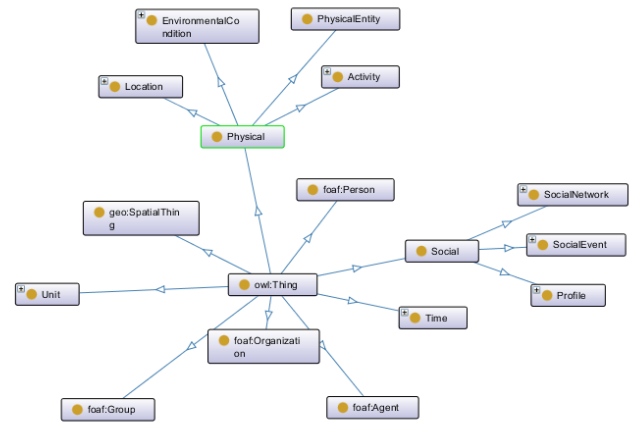 EnvironmentalCo
ndition
PhysicalEntity
Location
Activity
Physical
foaf:Person
geo:SpatialThin
g
SocialNetwork
Social
SocialEvent
Unit
owl:Thing
Profile
Time
foaf:Organizati
on
foaf:Group
foaf:Agent